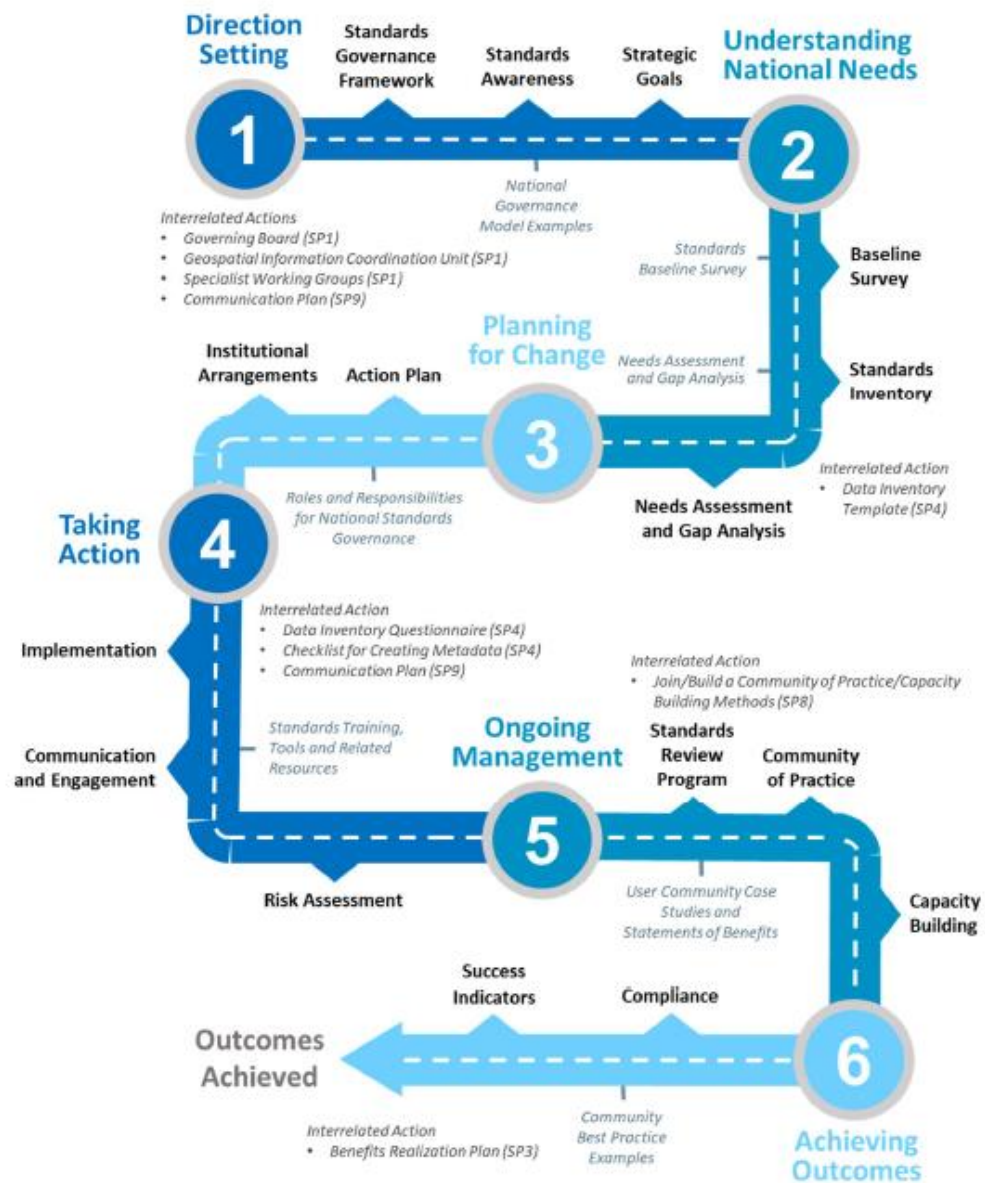 Direction
Setting
1
Standards
Governance
Framework
Standards
Awareness
Strategic
Goals
Understanding
National Needs
2
National
Governance
Model Examples
Interrelated Actions
• Governing Board (SP1)
• Geospatial Information Coordination Unit (SP1)
• Specialist Working Groups (SP1)
• Communication Plan (SP9)
Standards
Baseline Survey
Baseline
Survey
Needs Assessment
and Gap Analysis
Standards
Inventory
Interrelated Action
• Data Inventory
Template (SP4)
Needs Assessment
and Gap Analysis
Planning
for Change
3
Action Plan
Institutional
Arrangements
Roles and Responsibilities
for National Standards
Governance
Taking
Action
4
Interrelated Action
• Data Inventory Questionnaire (SP4)
• Checklist for Creating Metadata (SP4)
• Communication Plan (SP9)
Implementation
Communication
and Engagement
Standards Training,
Tools and Related
Resources
Risk Assessment
Ongoing
Management
5
Interrelated Action
• Join/Build a Community of Practice/Capacity
Building Methods (SP8)
Standards
Review
Program
Community
of Practice
User Community Case
Studies and
Statements of Benefits
Capacity
Building
6
Achieving
Outcomes
Compliance
Success
Indicators
Community
Best Practice
Examples
Interrelated Action
• Benefits Realization Plan (SP3)
Outcomes
Achieved